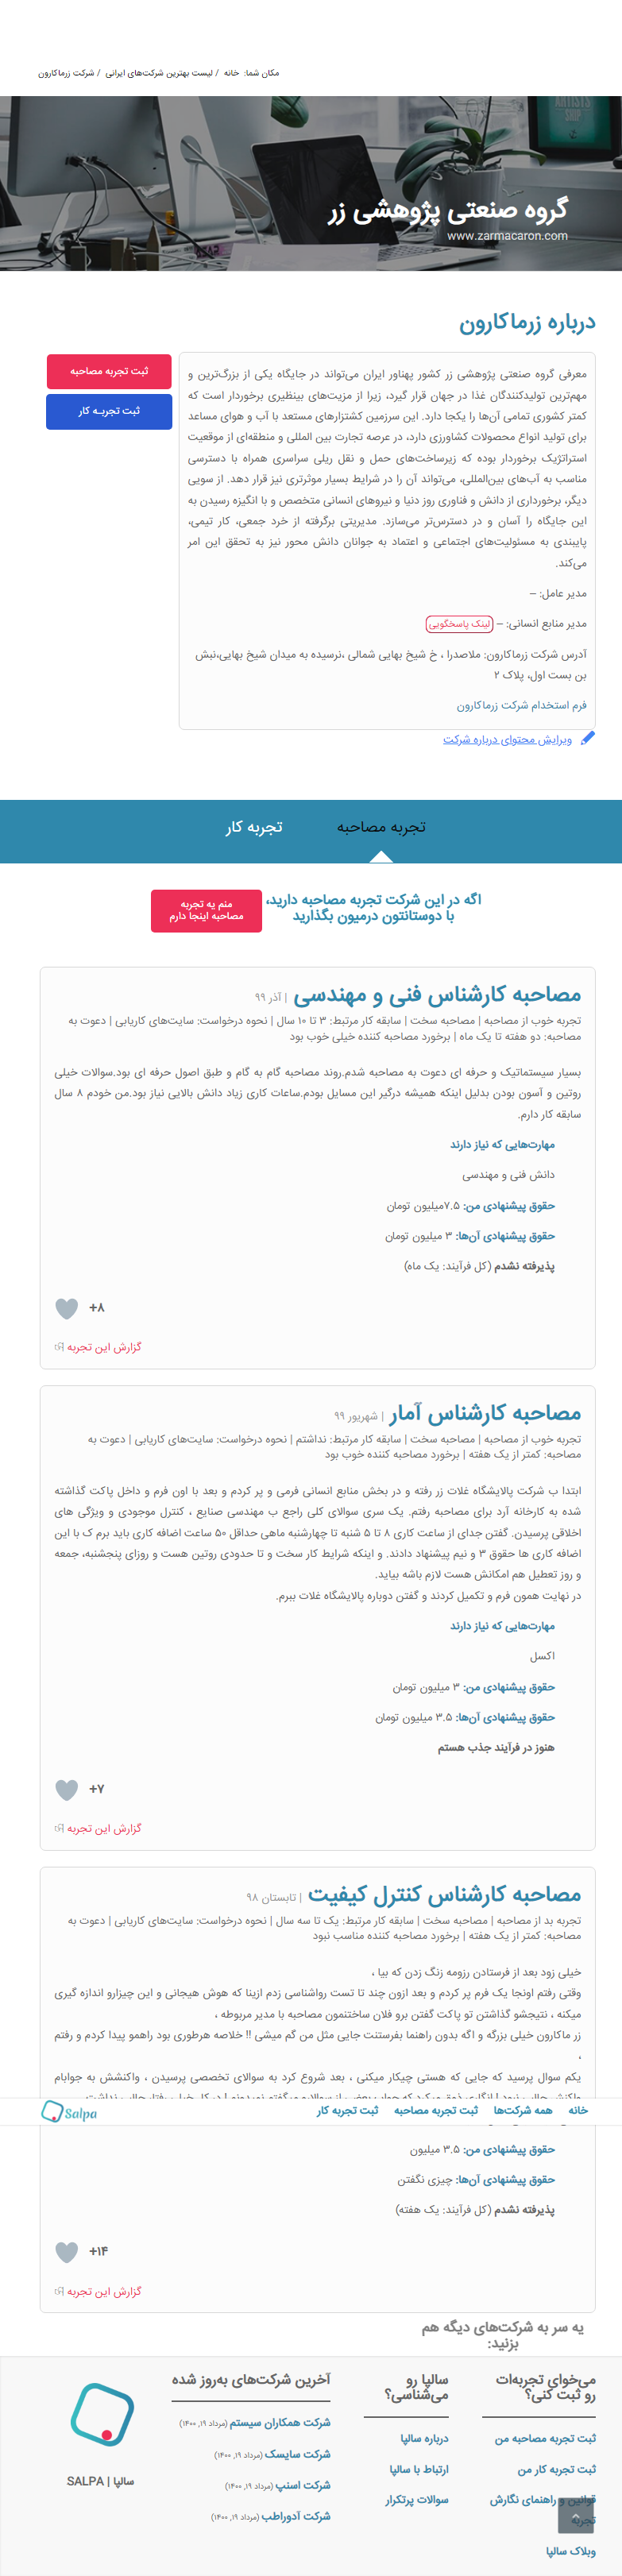 مکان شما: خانه / لیست بهترین شرکت‌های ایرانی / شرکت زرماکارون
گروه صنعتی پژوهشی زر
www.zarmacaron.com
درباره زرماکارون
معرفی گروه صنعتی پژوهشی زر کشور پهناور ایران می‌تواند در جایگاه یکی از بزرگ‌ترین و
مهم‌ترین تولیدکنندگان غذا در جهان قرار گیرد، زیرا از مزیت‌های بینظیری برخوردار است که
کمتر کشوری تمامی آن‌ها را یکجا دارد. این سرزمین کشتزارهای مستعد با آب و هوای مساعد
برای تولید انواع محصولات کشاورزی دارد، در عرصه تجارت بین المللی و منطقه‌ای از موقعیت
استراتژیک برخوردار بوده که زیرساخت‌های حمل و نقل ریلی سراسری همراه با دسترسی
مناسب به آب‌های بین‌المللی، می‌تواند آن را در شرایط بسیار موثرتری نیز قرار دهد. از سویی
دیگر، برخورداری از دانش و فناوری روز دنیا و نیروهای انسانی متخصص و با انگیزه رسیدن به
این جایگاه را آسان و در دسترس‌تر می‌سازد. مدیریتی برگرفته از خرد جمعی، کار تیمی،
پایبندی به مسئولیت‌های اجتماعی و اعتماد به جوانان دانش محور نیز به تحقق این امر
می‌کند.
مدیر عامل: –
مدیر منابع انسانی: – لینک پاسخگویی
آدرس شرکت زرماکارون: ملاصدرا ، خ شیخ بهایی شمالی ،نرسیده به میدان شیخ بهایی،نبش
بن بست اول، پلاک ۲
فرم استخدام شرکت زرماکارون
ثبت تجربه مصاحبه
ثبت تجربـه کار
ویرایش محتوای درباره شرکت
تجربه مصاحبه
تجربه کار
اگه در این شرکت تجربه مصاحبه دارید،
با دوستانتون درمیون بگذارید
منم یه تجربه
مصاحبه اینجا دارم
مصاحبه کارشناس فنی و مهندسی | آذر ۹۹
تجربه خوب از مصاحبه | مصاحبه سخت | سابقه کار مرتبط: ۳ تا ۱۰ سال | نحوه درخواست: سایت‌های کاریابی | دعوت به
مصاحبه: دو هفته تا یک ماه | برخورد مصاحبه کننده خیلی خوب بود
بسیار سیستماتیک و حرفه ای دعوت به مصاحبه شدم.روند مصاحبه گام به گام و طبق اصول حرفه ای بود.سوالات خیلی
روتین و آسون بودن بدلیل اینکه همیشه درگیر این مسایل بودم.ساعات کاری زیاد دانش بالایی نیاز بود.من خودم ۸ سال
سابقه کار دارم.
مهارت‌هایی که نیاز دارند
دانش فنی و مهندسی
حقوق پیشنهادی من: ۷.۵میلیون تومان
حقوق پیشنهادی آن‌ها: ۳ میلیون تومان
پذیرفته نشدم (کل فرآیند: یک ماه)
+۸
گزارش این تجربه
مصاحبه کارشناس آمار | شهریور ۹۹
تجربه خوب از مصاحبه | مصاحبه سخت | سابقه کار مرتبط: نداشتم | نحوه درخواست: سایت‌های کاریابی | دعوت به
مصاحبه: کمتر از یک هفته | برخورد مصاحبه کننده خوب بود
ابتدا ب شرکت پالایشگاه غلات زر رفته و در بخش منابع انسانی فرمی و پر کردم و بعد با اون فرم و داخل پاکت گذاشته
شده به کارخانه آرد برای مصاحبه رفتم. یک سری سوالای کلی راجع ب مهندسی صنایع ، کنترل موجودی و ویژگی های
اخلاقی پرسیدن. گفتن جدای از ساعت کاری ۸ تا ۵ شنبه تا چهارشنبه ماهی حداقل ۵۰ ساعت اضافه کاری باید برم ک با این
اضافه کاری ها حقوق ۳ و نیم پیشنهاد دادند. و اینکه شرایط کار سخت و تا حدودی روتین هست و روزای پنجشنبه، جمعه
و روز تعطیل هم امکانش هست لازم باشه بیاید.
در نهایت همون فرم و تکمیل کردند و گفتن دوباره پالایشگاه غلات ببرم.
مهارت‌هایی که نیاز دارند
اکسل
حقوق پیشنهادی من: ۳ میلیون تومان
حقوق پیشنهادی آن‌ها: ۳.۵ میلیون تومان
هنوز در فرآیند جذب هستم
+۷
گزارش این تجربه
مصاحبه کارشناس کنترل کیفیت | تابستان ۹۸
تجربه بد از مصاحبه | مصاحبه سخت | سابقه کار مرتبط: یک تا سه سال | نحوه درخواست: سایت‌های کاریابی | دعوت به
مصاحبه: کمتر از یک هفته | برخورد مصاحبه کننده مناسب نبود
خیلی زود بعد از فرستادن رزومه زنگ زدن که بیا ،
وقتی رفتم اونجا یک فرم پر کردم و بعد ازون چند تا تست رواشناسی زدم ازینا که هوش هیجانی و این چیزارو اندازه گیری
میکنه ، نتیجشو گذاشتن تو پاکت گفتن برو فلان ساختنمون مصاحبه با مدیر مربوطه ،
زر ماکارون خیلی بزرگه و اگه بدون راهنما بفرستنت جایی مثل من گم میشی !! خلاصه هرطوری بود راهمو پیدا کردم و رفتم
،
یکم سوال پرسید که جایی که هستی چیکار میکنی ، بعد شروع کرد به سوالای تخصصی پرسیدن ، واکنشش به جوابام
خانه
همه شرکت‌ها
ثبت تجربه مصاحبه
ثبت تجربه کار
Salpa
حقوق پیشنهادی من: ۳.۵ میلیون
حقوق پیشنهادی آن‌ها: چیزی نگفتن
پذیرفته نشدم (کل فرآیند: یک هفته)
+۱۴
گزارش این تجربه
یه سر به شرکت‌های دیگه هم
بزنید:
می‌خوای تجربه‌ات
رو ثبت کنی؟
ثبت تجربه مصاحبه من
ثبت تجربه کار من
قوانین و راهنمای نگارش
تجربه
وبلاگ سالپا
سالپا رو
می‌شناسی؟
درباره سالپا
ارتباط با سالپا
سوالات پرتکرار
آخرین شرکت‌های به‌روز شده
شرکت همکاران سیستم (مرداد ۱۹, ۱۴۰۰)
شرکت سایسک (مرداد ۱۹, ۱۴۰۰)
شرکت اسنپ (مرداد ۱۹, ۱۴۰۰)
شرکت آدوراطب (مرداد ۱۹, ۱۴۰۰)
سالپا | SALPA